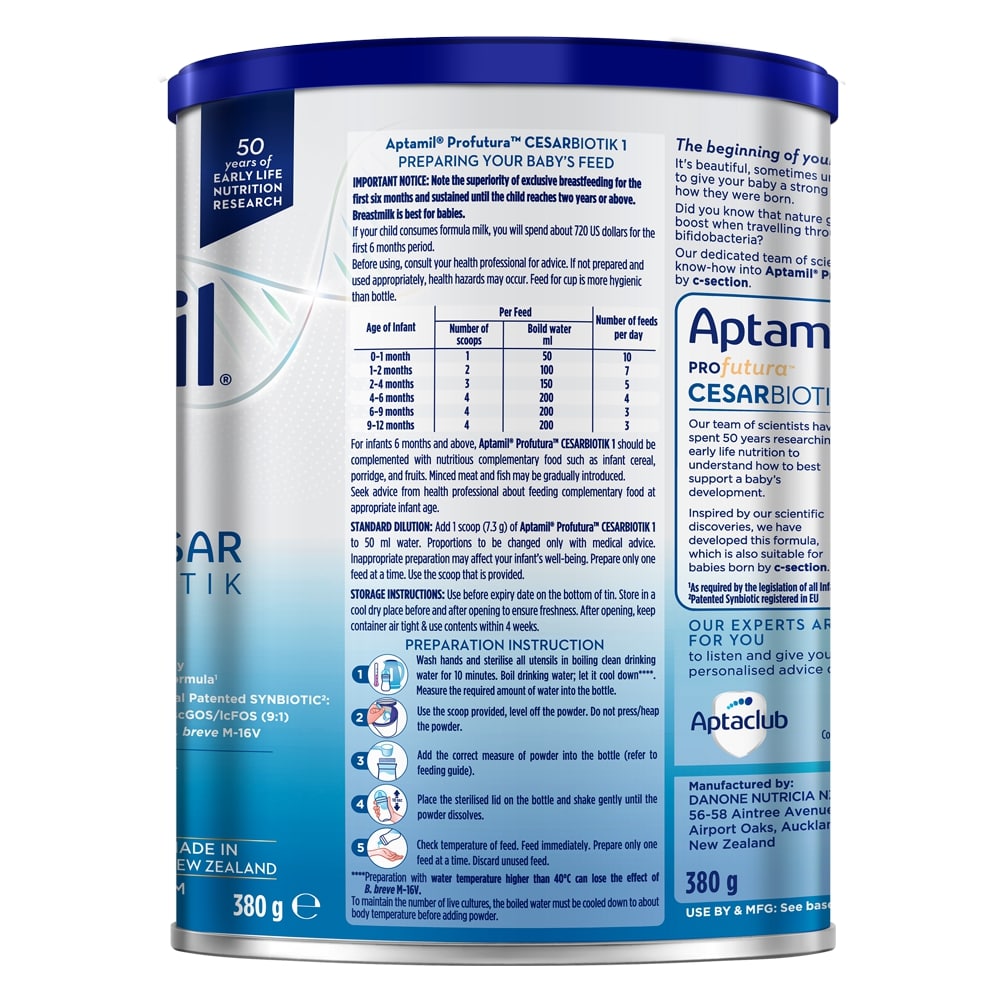 50
years of
EARLY LIFE
NUTRITION
RESEARCH
il®
SAR
TIK
y
rmula¹
al Patented SYNBIOTIC²:
cGOS/lcFOS (9:1)
. breve M-16V
MADE IN
EW ZEALAND
M
380 g ℮
Aptamil® Profutura™ CESARBIOTIK 1
PREPARING YOUR BABY'S FEED
IMPORTANT NOTICE: Note the superiority of exclusive breastfeeding for the
first six months and sustained until the child reaches two years or above.
Breastmilk is best for babies.
If your child consumes formula milk, you will spend about 720 US dollars for the
first 6 months period.
Before using, consult your health professional for advice. If not prepared and
used appropriately, health hazards may occur. Feed for cup is more hygienic
than bottle.
Age of Infant
Per Feed
Number of feeds
per day
Number of
scoops
Boild water
ml
0-1 month 1 50 10
1-2 months 2 100 7
2-4 months 3 150 5
4-6 months 4 200 4
6-9 months 4 200 3
9-12 months 4 200 3
For infants 6 months and above, Aptamil® Profutura™ CESARBIOTIK 1 should be
complemented with nutritious complementary food such as infant cereal,
porridge, and fruits. Minced meat and fish may be gradually introduced.
Seek advice from health professional about feeding complementary food at
appropriate infant age.
STANDARD DILUTION: Add 1 scoop (7.3 g) of Aptamil® Profutura™ CESARBIOTIK 1
to 50 ml water. Proportions to be changed only with medical advice.
Inappropriate preparation may affect your infant's well-being. Prepare only one
feed at a time. Use the scoop that is provided.
STORAGE INSTRUCTIONS: Use before expiry date on the bottom of tin. Store in a
cool dry place before and after opening to ensure freshness. After opening, keep
container air tight & use contents within 4 weeks.
PREPARATION INSTRUCTION
1 Wash hands and sterilise all utensils in boiling clean drinking
water for 10 minutes. Boil drinking water; let it cool down****.
Measure the required amount of water into the bottle.
2 Use the scoop provided, level off the powder. Do not press/heap
the powder.
3 Add the correct measure of powder into the bottle (refer to
feeding guide).
4 Place the sterilised lid on the bottle and shake gently until the
powder dissolves.
5 Check temperature of feed. Feed immediately. Prepare only one
feed at a time. Discard unused feed.
****Preparation with water temperature higher than 40°C can lose the effect of
B. breve M-16V.
To maintain the number of live cultures, the boiled water must be cooled down to about
body temperature before adding powder.
The beginning of you
It's beautiful, sometimes u
to give your baby a strong
how they were born.
Did you know that nature g
boost when travelling thro
bifidobacteria?
Our dedicated team of scie
know-how into Aptamil® P
by c-section.
Aptami
PROfutura™
CESARBIOTI
Our team of scientists hav
spent 50 years researchin
early life nutrition to
understand how to best
support a baby's
development.
Inspired by our scientific
discoveries, we have
developed this formula,
which is also suitable for
babies born by c-section.
¹As required by the legislation of all Inf
²Patented Synbiotic registered in EU
OUR EXPERTS AR
FOR YOU
to listen and give you
personalised advice
Aptaclub
Co
Manufactured by:
DANONE NUTRICIA NZ
56-58 Aintree Avenue
Airport Oaks, Aucklan
New Zealand
380 g
USE BY & MFG: See base